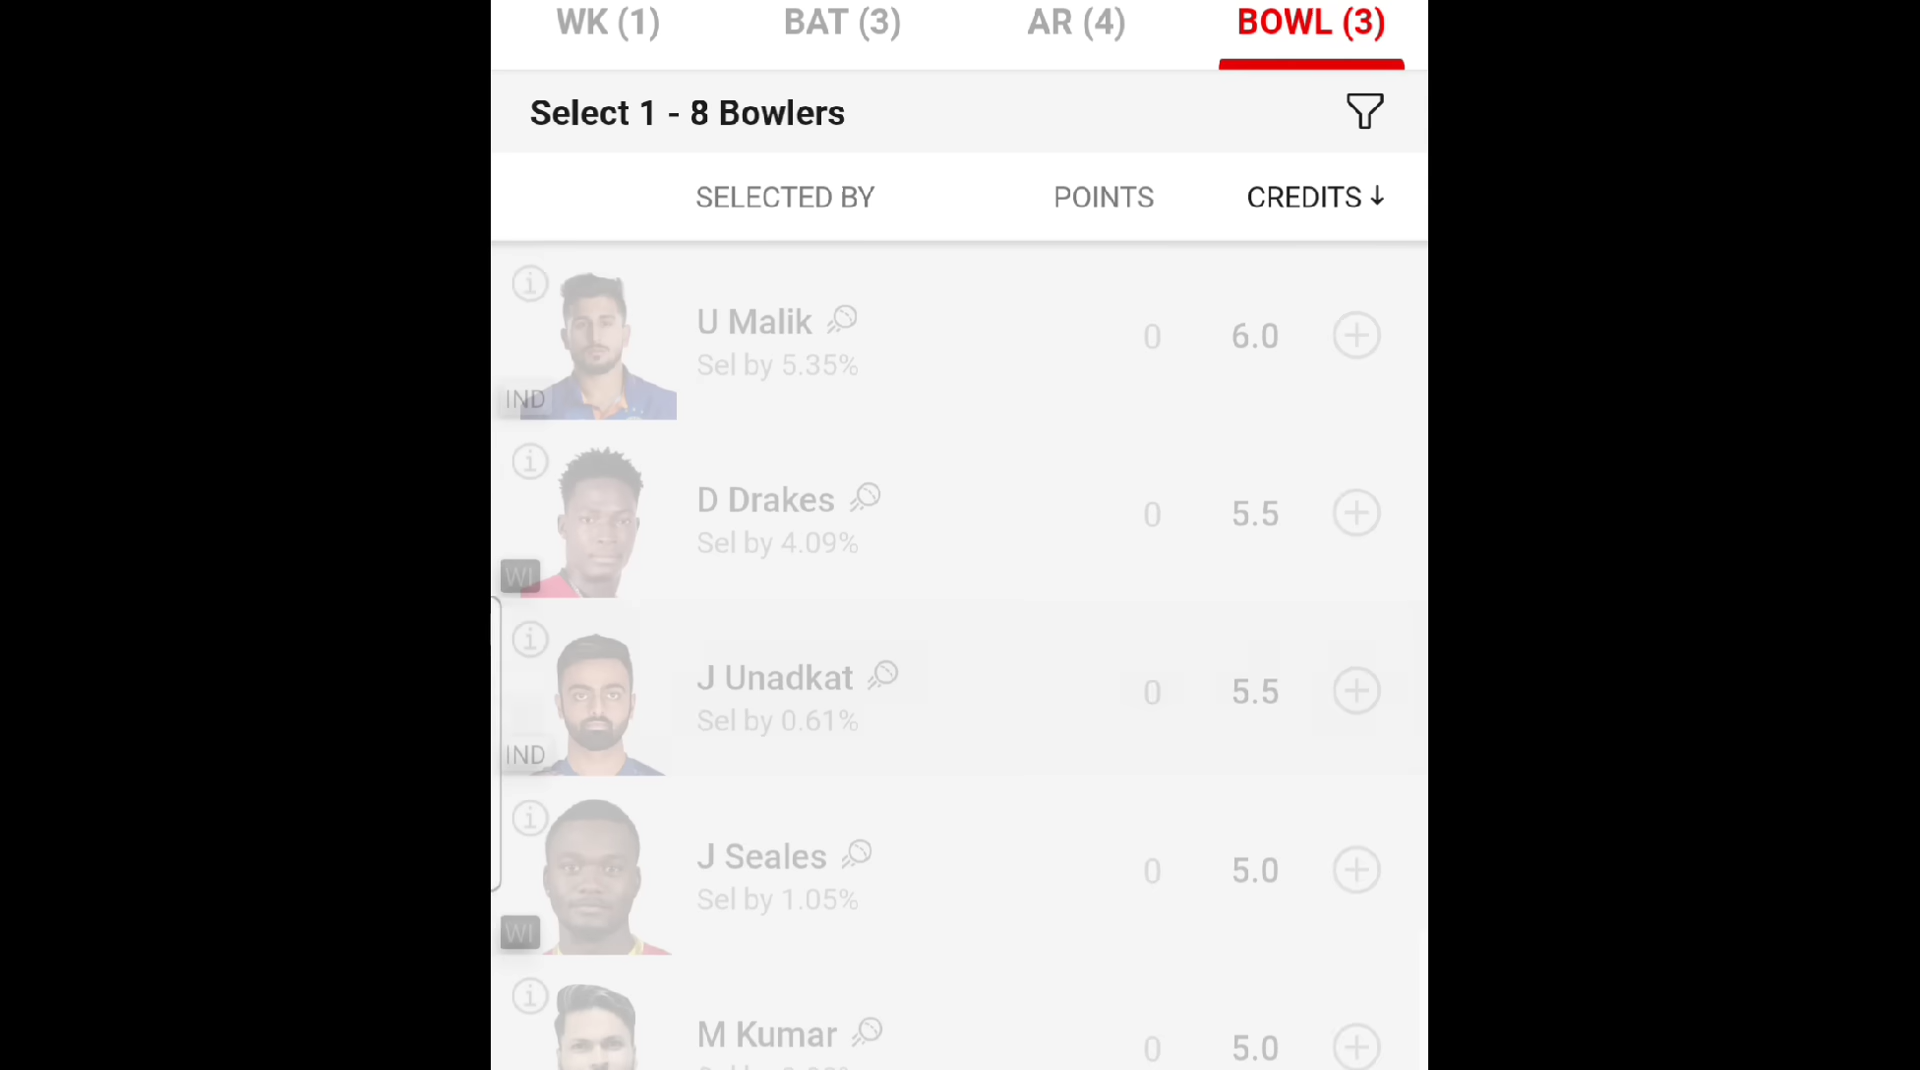 WK (1) BAT (3) AR (4) BOWL (3)
Select 1 - 8 Bowlers
SELECTED BY POINTS CREDITS ↓
U Malik 0 6.0
Sel by 5.35%
IND
D Drakes 0 5.5
Sel by 4.09%
WI
J Unadkat 0 5.5
Sel by 0.61%
IND
J Seales 0 5.0
Sel by 1.05%
WI
M Kumar 0 5.0